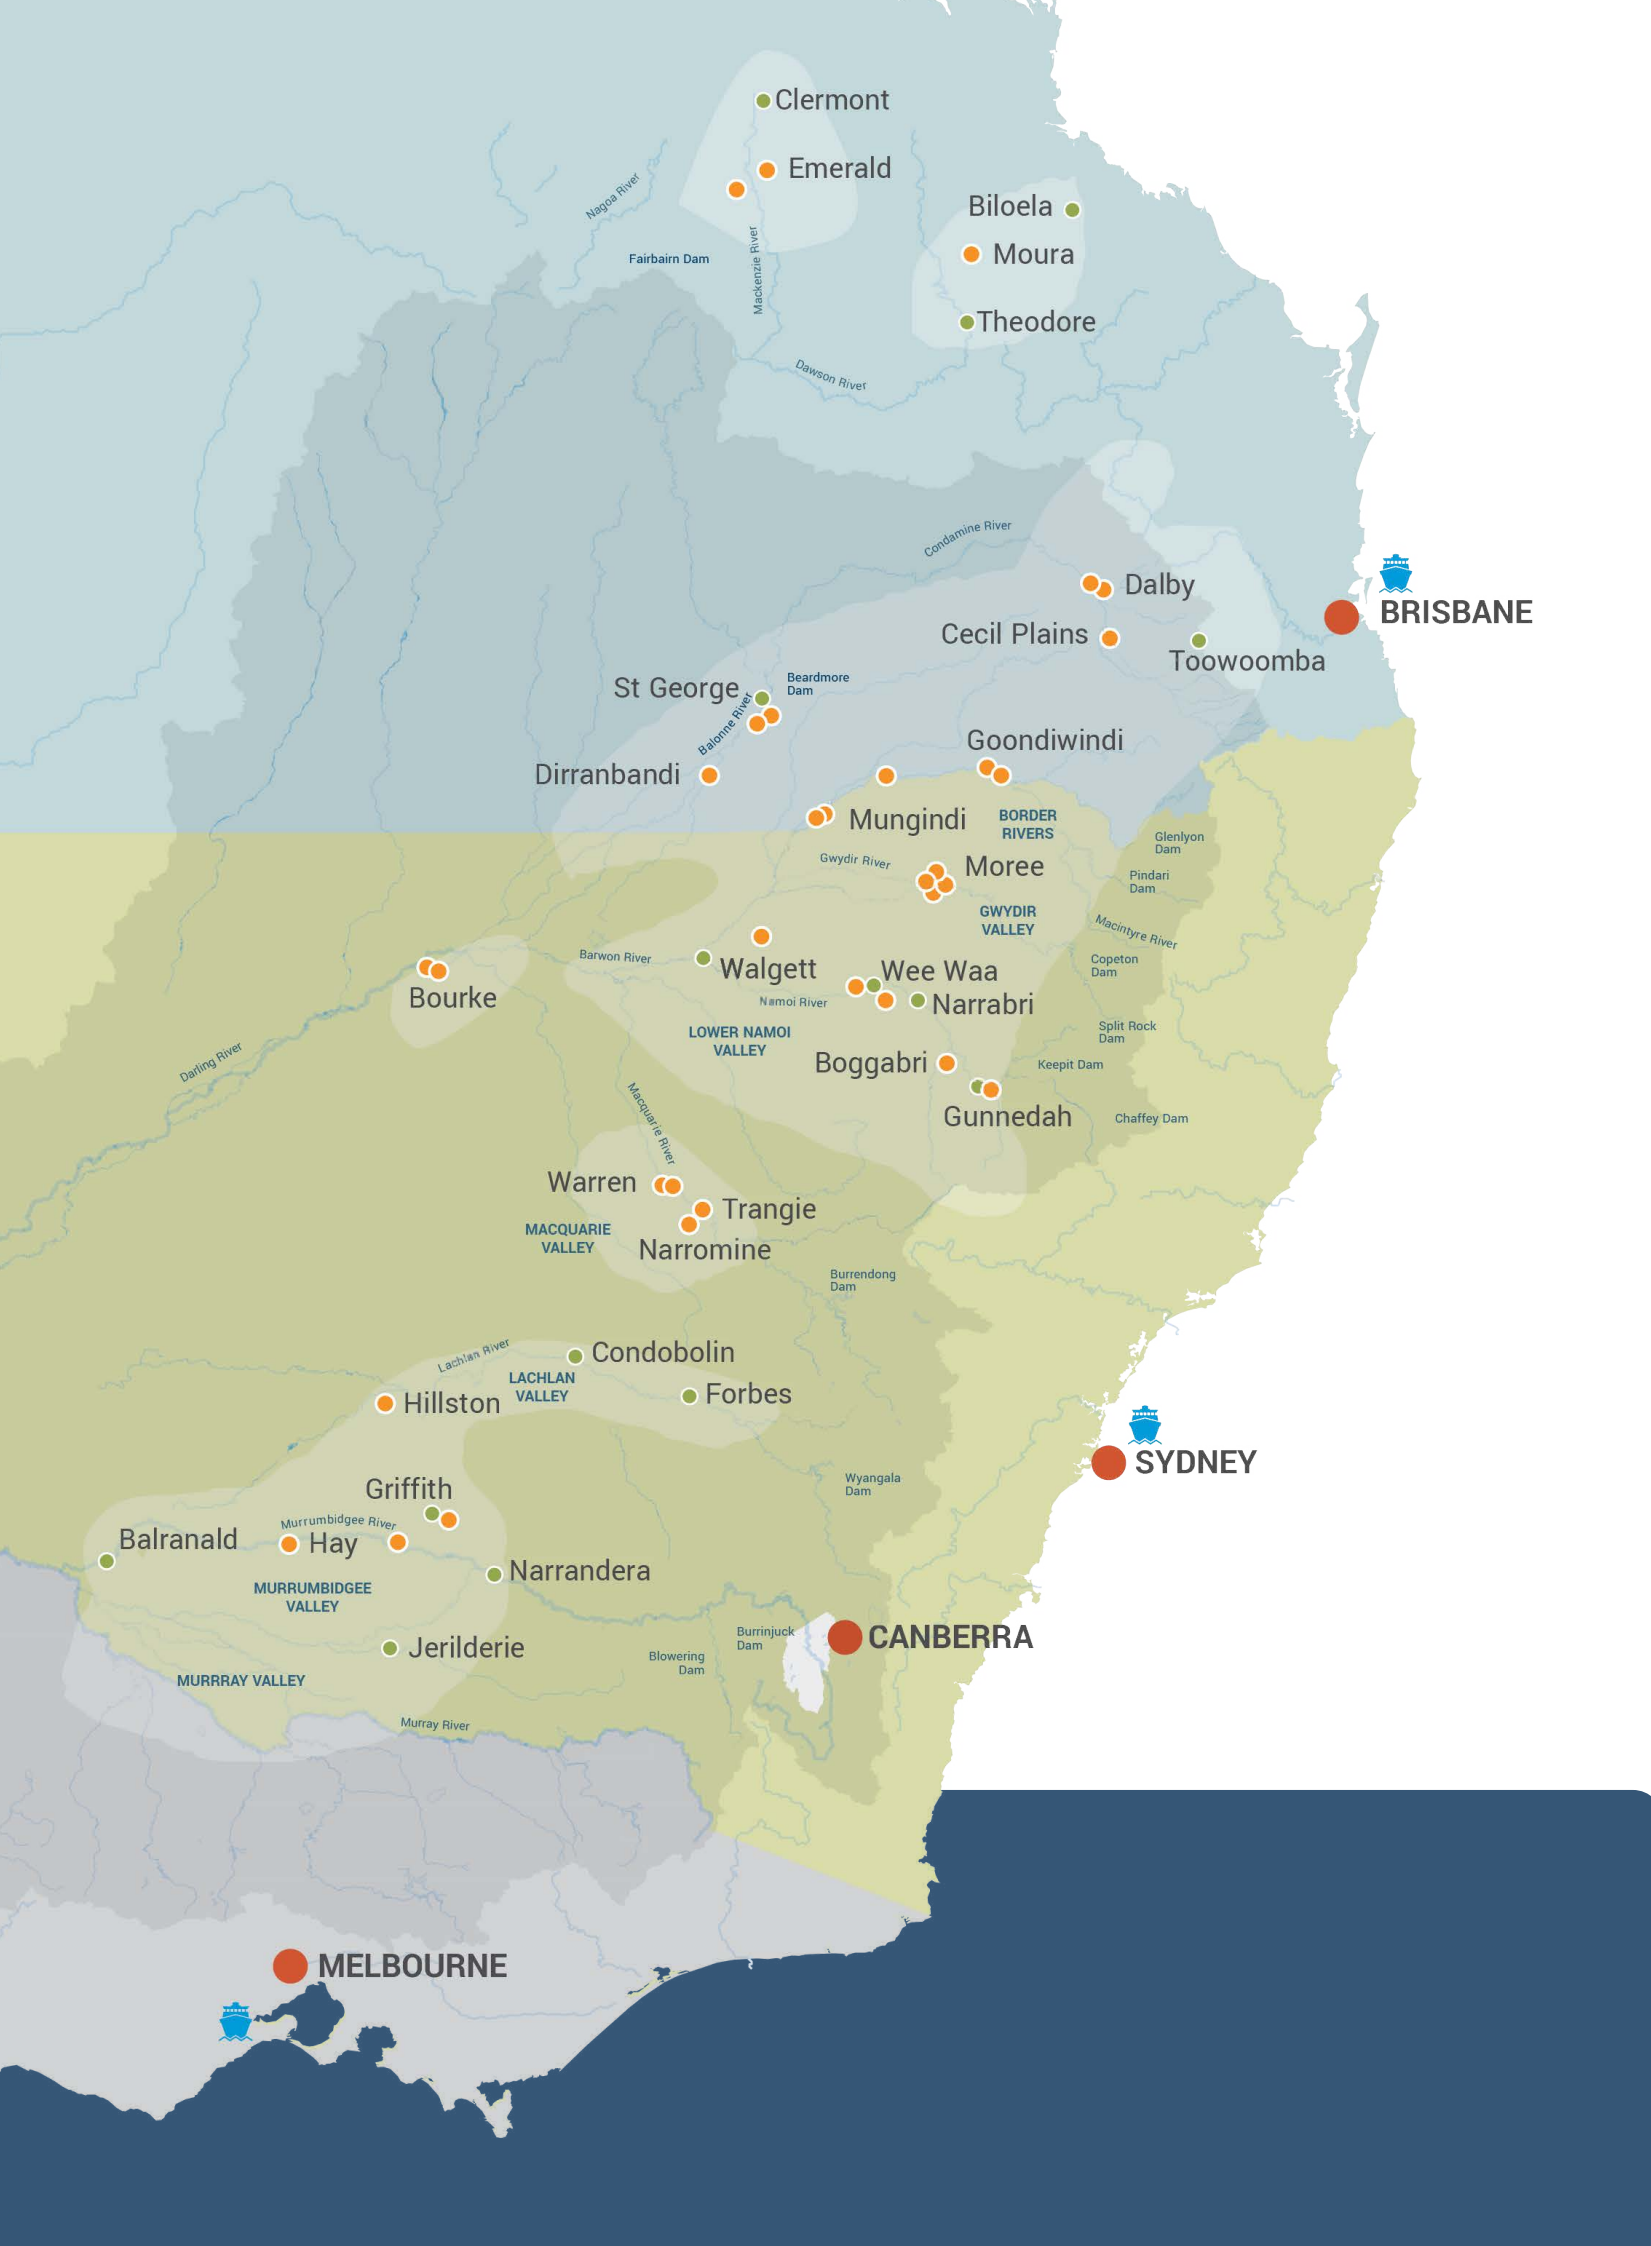 Clermont
Emerald
Nagoa River
Biloela
Moura
Fairbairn Dam
Mackenzie River
Theodore
Dawson River
Condamine River
Dalby
BRISBANE
Cecil Plains
Toowoomba
St George
Beardmore
Dam
Balonne River
Goondiwindi
Dirranbandi
Mungindi
BORDER
RIVERS
Glenlyon
Dam
Gwydir River
Moree
Pindari
Dam
GWYDIR
VALLEY
Macintyre River
Barwon River
Walgett
Wee Waa
Copeton
Dam
Bourke
Namoi River
Narrabri
LOWER NAMOI
VALLEY
Split Rock
Dam
Darling River
Boggabri
Keepit Dam
Gunnedah
Chaffey Dam
Macquarie River
Warren
Trangie
MACQUARIE
VALLEY
Narromine
Burrendong
Dam
Lachlan River
Condobolin
LACHLAN
VALLEY
Forbes
Hillston
SYDNEY
Wyangala
Dam
Griffith
Murrumbidgee River
Balranald
Hay
Narrandera
MURRUMBIDGEE
VALLEY
Burrinjuck
Dam
CANBERRA
Jerilderie
Blowering
Dam
MURRRAY VALLEY
Murray River
MELBOURNE